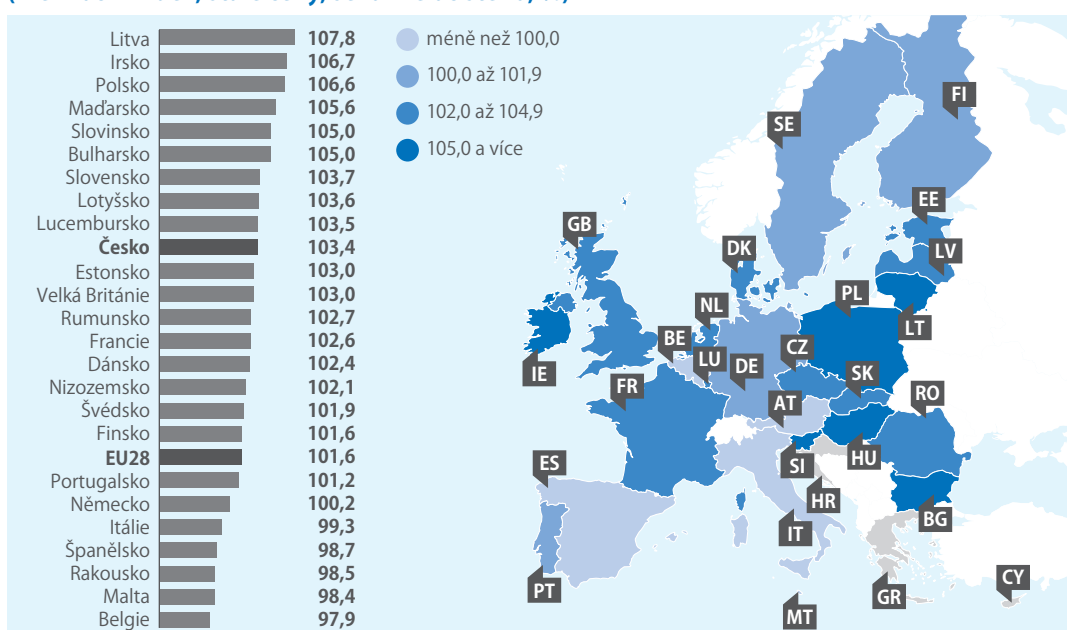 Litva 107,8
Irsko 106,7
Polsko 106,6
Maďarsko 105,6
Slovinsko 105,0
Bulharsko 105,0
Slovensko 103,7
Lotyšsko 103,6
Lucembursko 103,5
Česko 103,4
Estonsko 103,0
Velká Británie 103,0
Rumunsko 102,7
Francie 102,6
Dánsko 102,4
Nizozemsko 102,1
Švédsko 101,9
Finsko 101,6
EU28 101,6
Portugalsko 101,2
Německo 100,2
Itálie 99,3
Španělsko 98,7
Rakousko 98,5
Malta 98,4
Belgie 97,9
méně než 100,0
100,0 až 101,9
102,0 až 104,9
105,0 a více
FI
SE
EE
GB
DK
LV
PL
NL
LT
BE
CZ
IE
LU
DE
SK
FR
AT
RO
ES
SI
HU
HR
BG
IT
PT
GR
CY
MT